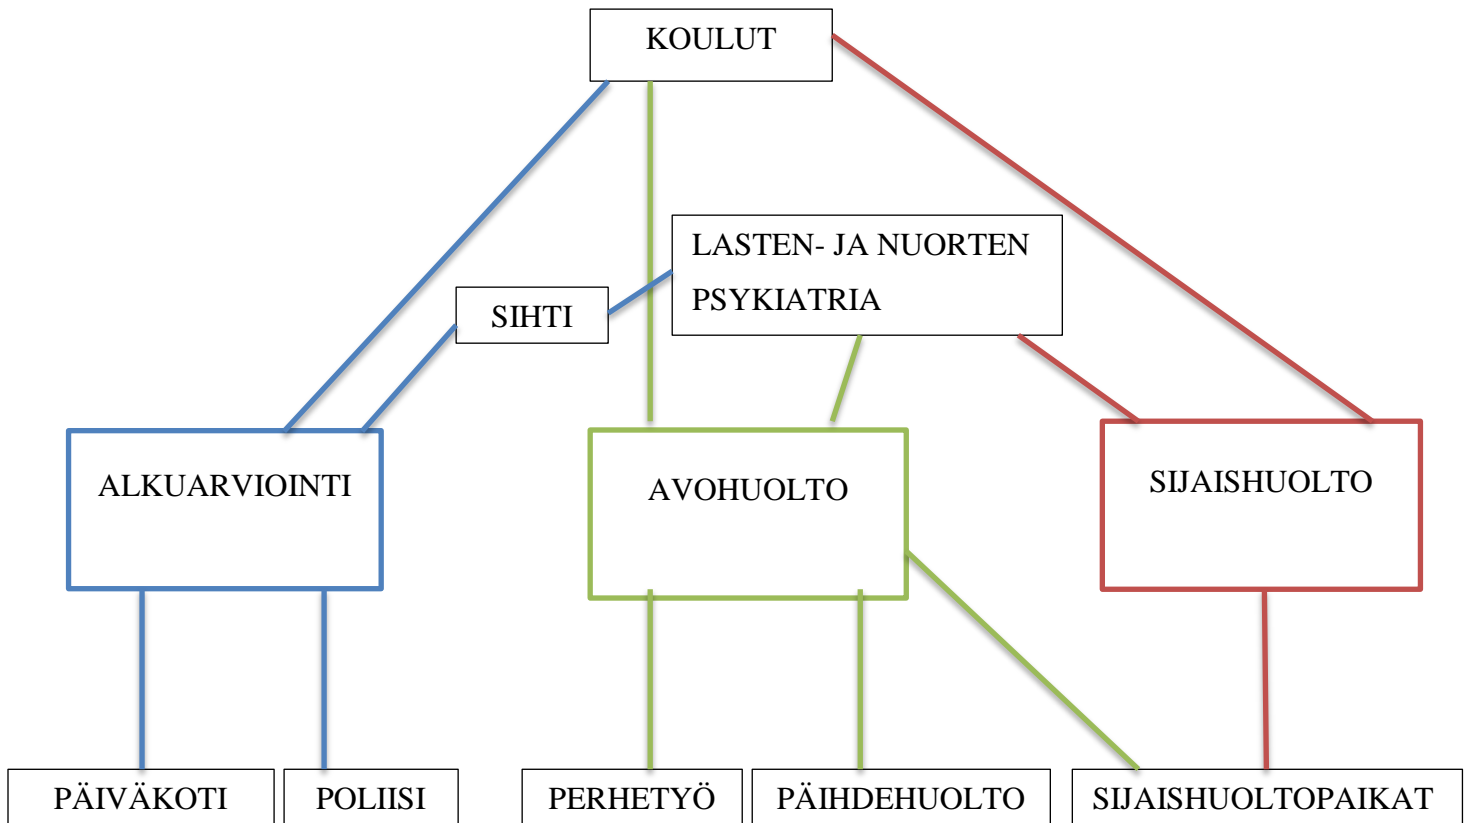 KOULUT
LASTEN- JA NUORTEN
PSYKIATRIA
SIHTI
ALKUARVIOINTI
AVOHUOLTO
SIJAISHUOLTO
PÄIVÄKOTI
POLIISI
PERHETYÖ
PÄIHDEHUOLTO
SIJAISHUOLTOPAIKAT